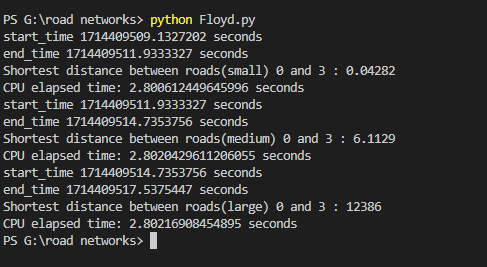 PS G:\road networks> python Floyd.py
start_time 1714409509.1327202 seconds
end_time 1714409511.9333327 seconds
Shortest distance between roads(small) 0 and 3 : 0.04282
CPU elapsed time: 2.800612449645996 seconds
start_time 1714409511.9333327 seconds
end_time 1714409514.7353756 seconds
Shortest distance between roads(medium) 0 and 3 : 6.1129
CPU elapsed time: 2.8020429611206055 seconds
start_time 1714409514.7353756 seconds
end_time 1714409517.5375447 seconds
Shortest distance between roads(large) 0 and 3 : 12386
CPU elapsed time: 2.80216908454895 seconds
PS G:\road networks>